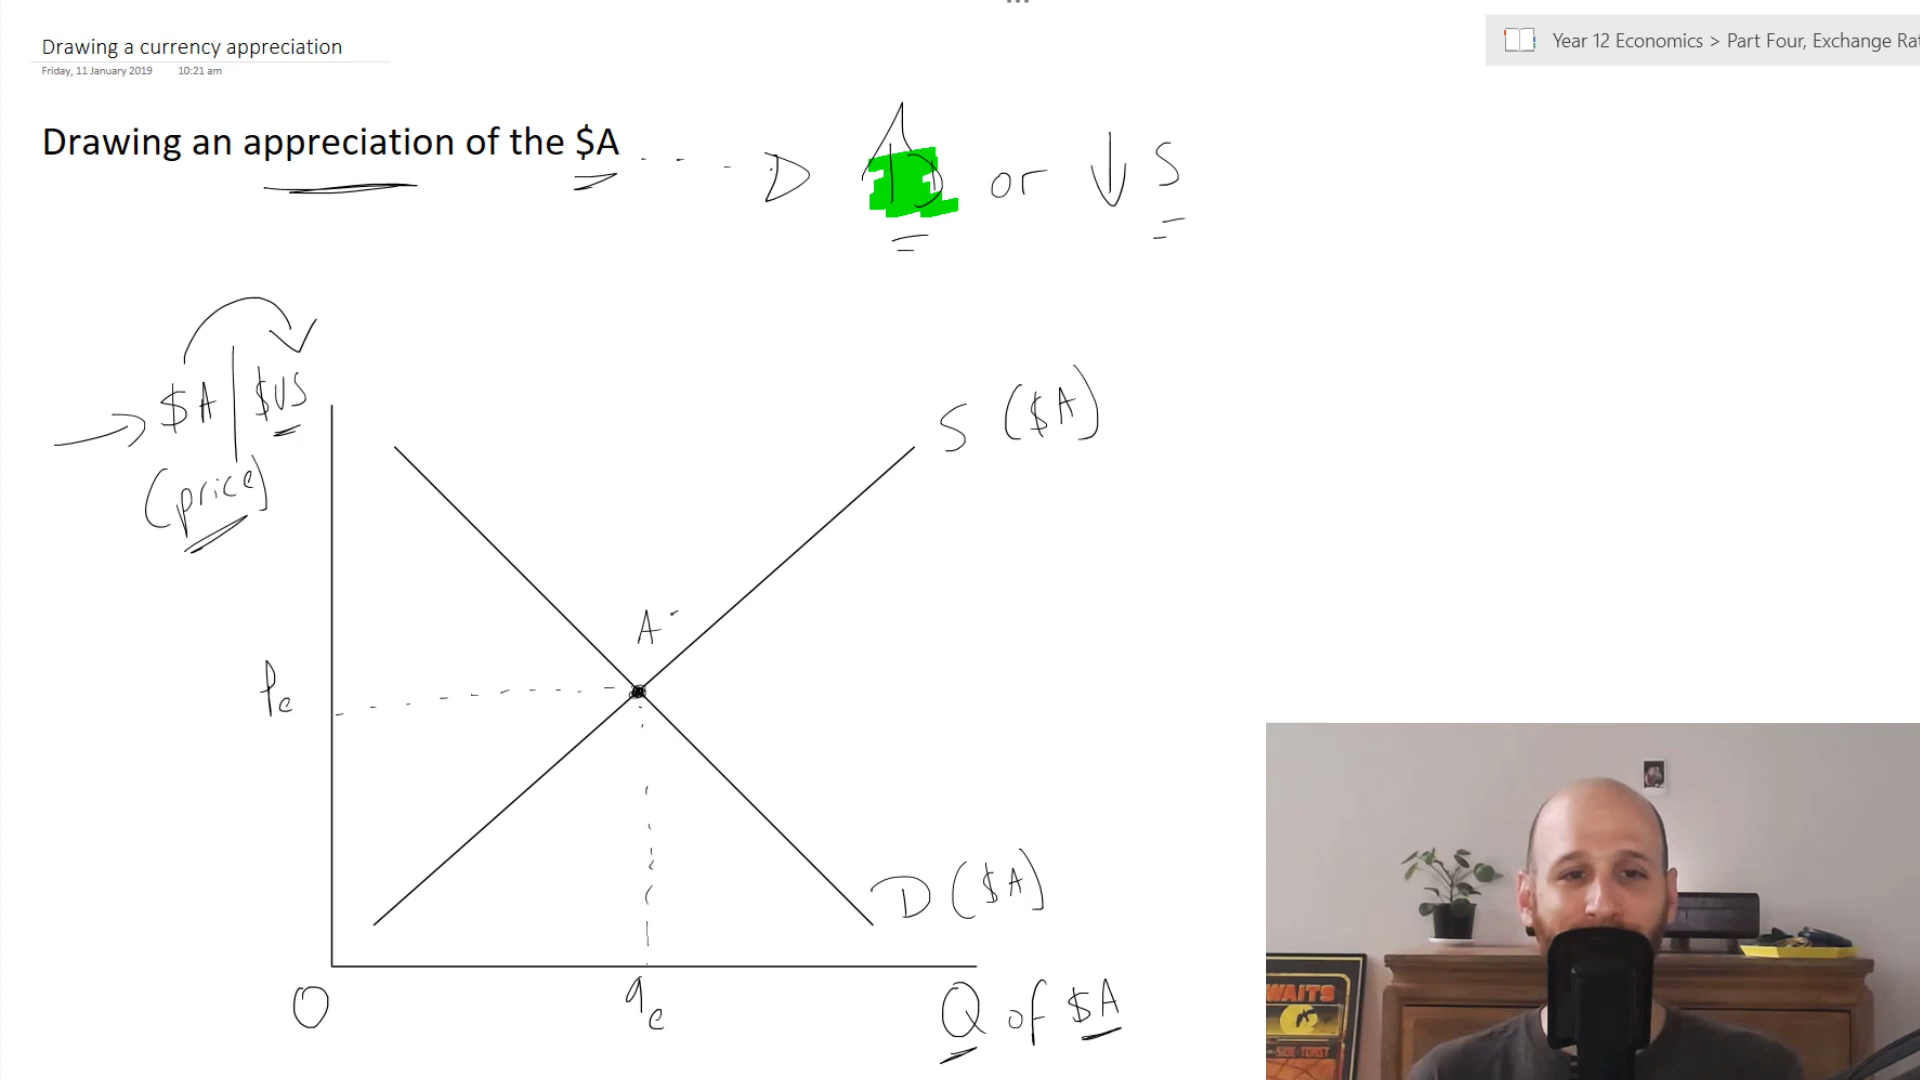 Drawing a currency appreciation
Friday, 11 January 2019 10:21 am
Year 12 Economics > Part Four, Exchange Rat
Drawing an appreciation of the $A
D ↑D or ↓S
$A | $US
(price)
S ($A)
A
Pe
D ($A)
O
qe
Q of $A
WAITS